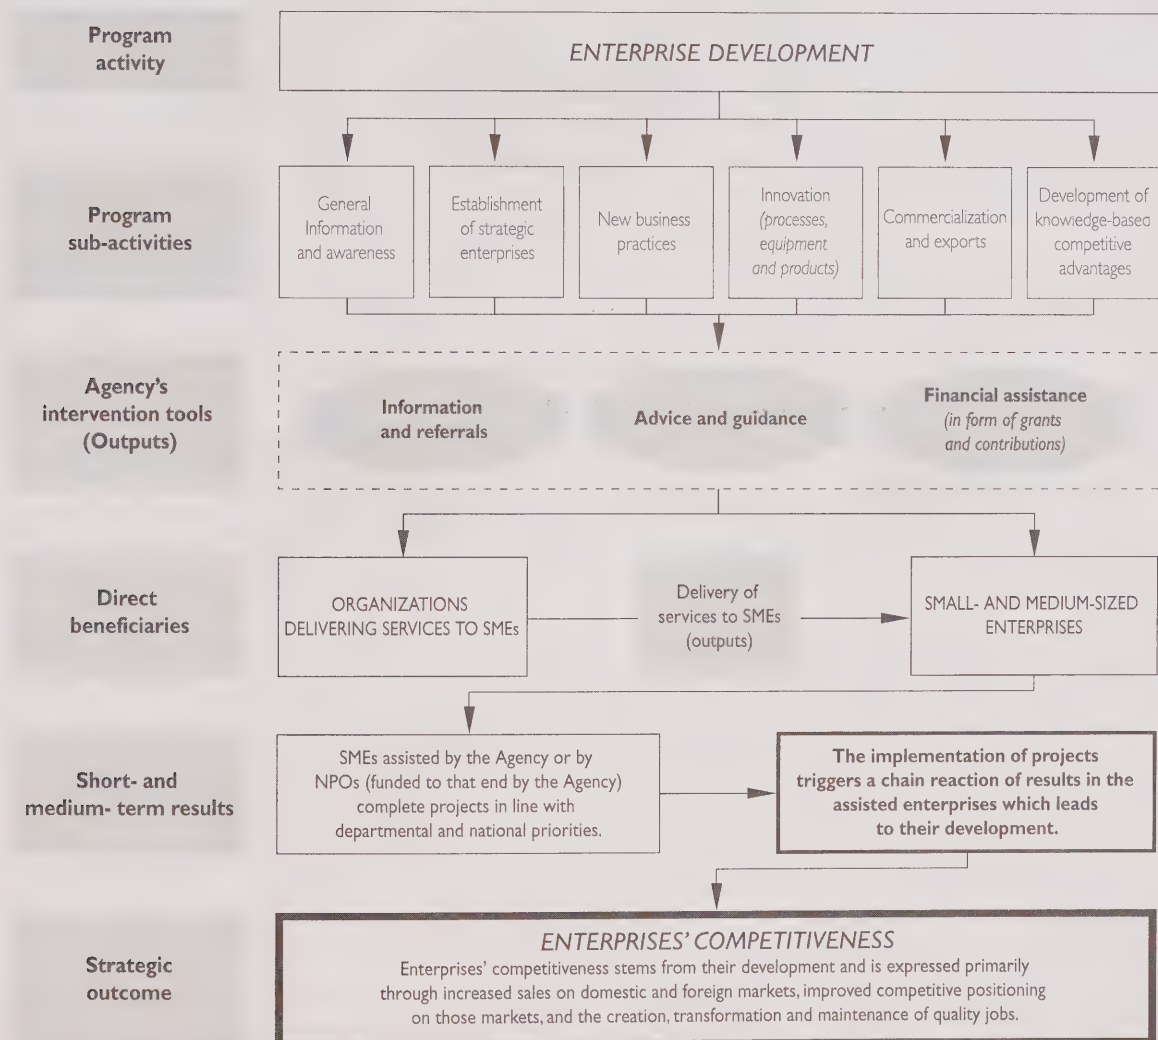 Program
activity
ENTERPRISE DEVELOPMENT
Program
sub-activities
General
Information
and awareness
Establishment
of strategic
enterprises
New business
practices
Innovation
(processes,
equipment
and products)
Commercialization
and exports
Development of
knowledge-based
competitive
advantages
Agency's
intervention tools
(Outputs)
Information
and referrals
Advice and guidance
Financial assistance
(in form of grants
and contributions)
Direct
beneficiaries
ORGANIZATIONS
DELIVERING SERVICES TO SMEs
Delivery of
services to SMEs
(outputs)
SMALL- AND MEDIUM-SIZED
ENTERPRISES
Short- and
medium- term results
SMEs assisted by the Agency or by
NPOs (funded to that end by the Agency)
complete projects in line with
departmental and national priorities.
The implementation of projects
triggers a chain reaction of results in the
assisted enterprises which leads
to their development.
Strategic
outcome
ENTERPRISES' COMPETITIVENESS
Enterprises' competitiveness stems from their development and is expressed primarily
through increased sales on domestic and foreign markets, improved competitive positioning
on those markets, and the creation, transformation and maintenance of quality jobs.